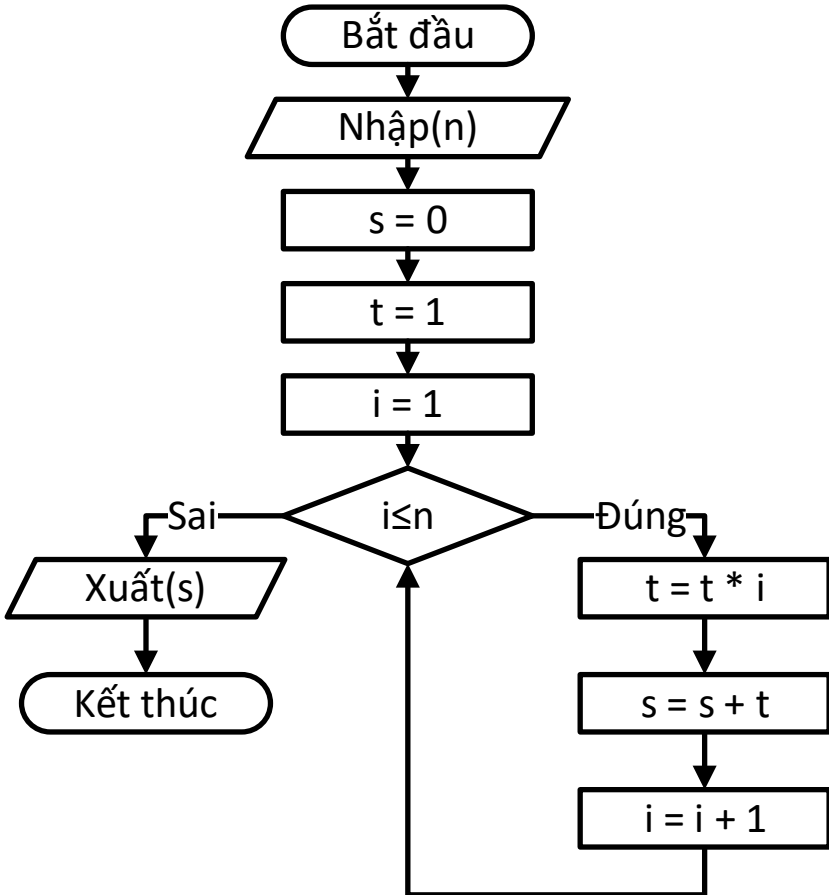 Bắt đầu
Nhập(n)
s = 0
t = 1
i = 1
i≤n
Sai
Đúng
Xuất(s)
Kết thúc
t = t * i
s = s + t
i = i + 1